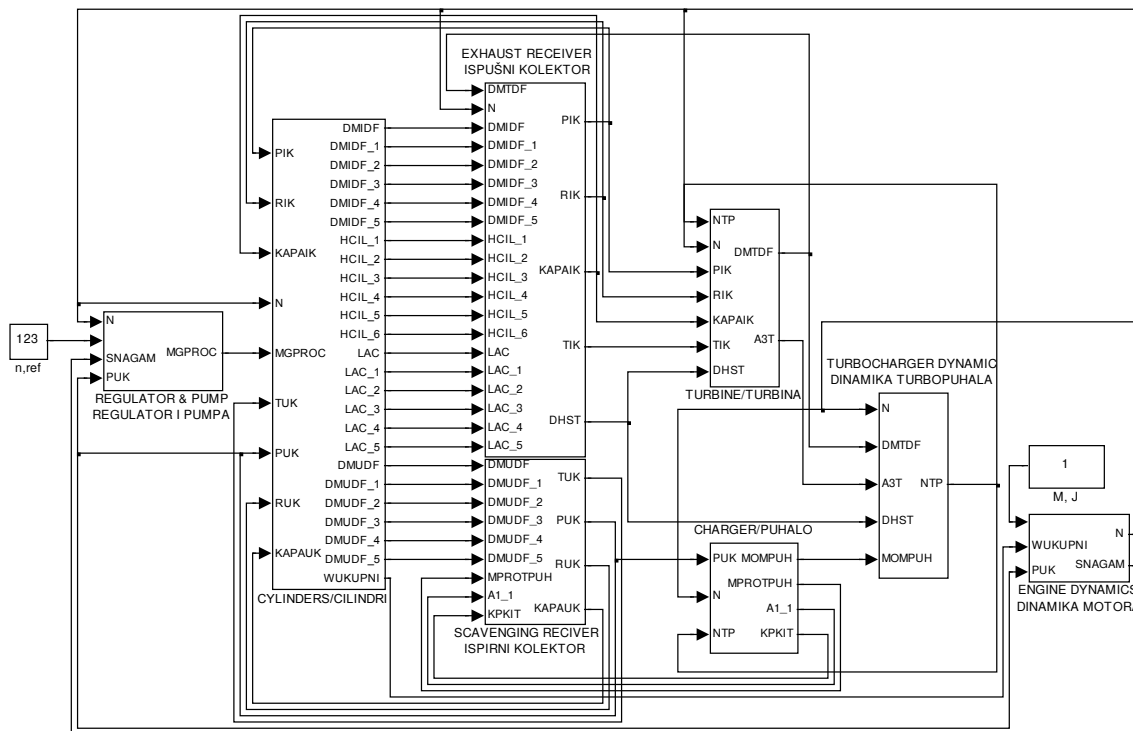 EXHAUST RECEIVER
ISPUŠNI KOLEKTOR
DMTDF
N
DMIDF
DMIDF_1
DMIDF_2
DMIDF_3
DMIDF_4
DMIDF_5
HCIL_1
HCIL_2
HCIL_3
HCIL_4
HCIL_5
HCIL_6
LAC
LAC_1
LAC_2
LAC_3
LAC_4
LAC_5
PIK
RIK
KAPAIK
TIK
DHST
PIK
RIK
KAPAIK
N
MGPROC
TUK
PUK
RUK
KAPAUK
DMIDF
DMIDF_1
DMIDF_2
DMIDF_3
DMIDF_4
DMIDF_5
HCIL_1
HCIL_2
HCIL_3
HCIL_4
HCIL_5
HCIL_6
LAC
LAC_1
LAC_2
LAC_3
LAC_4
LAC_5
DMUDF
DMUDF_1
DMUDF_2
DMUDF_3
DMUDF_4
DMUDF_5
WUKUPNI
CYLINDERS/CILINDRI
123
n,ref
N
SNAGAM
PUK
MGPROC
REGULATOR & PUMP
REGULATOR I PUMPA
DMUDF
DMUDF_1
DMUDF_2
DMUDF_3
DMUDF_4
DMUDF_5
MPROTPUH
A1_1
KPKIT
TUK
PUK
RUK
KAPAUK
SCAVENGING RECIVER
ISPIRNI KOLEKTOR
NTP
N
PIK
RIK
KAPAIK
TIK
DHST
DMTDF
A3T
TURBINE/TURBINA
CHARGER/PUHALO
PUK
N
NTP
MOMPUH
MPROTPUH
A1_1
KPKIT
TURBOCHARGER DYNAMIC
DINAMIKA TURBOPUHALA
N
DMTDF
A3T
DHST
MOMPUH
NTP
1
M, J
WUKUPNI
PUK
N
SNAGAM
ENGINE DYNAMICS
DINAMIKA MOTORA